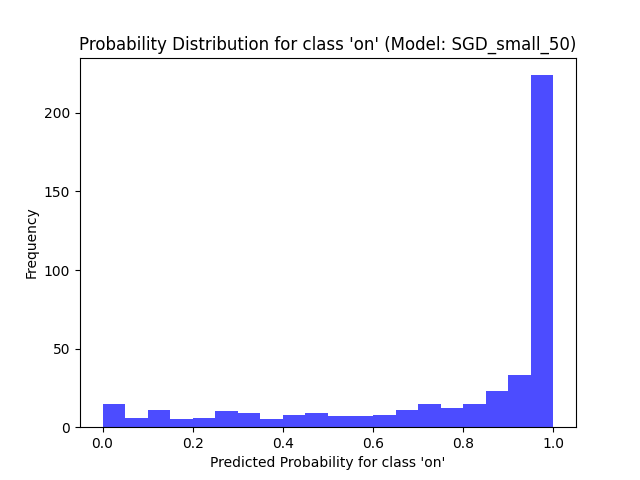 Probability Distribution for class 'on' (Model: SGD_small_50)
Frequency
200
150
100
50
0
0.0 0.2 0.4 0.6 0.8 1.0
Predicted Probability for class 'on'